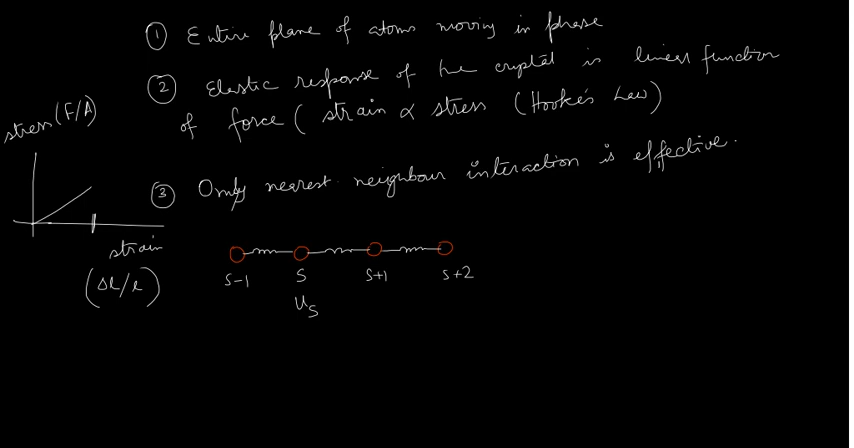 ① Entire plane of atoms moving in phase
② Elastic response of the crystal is linear function
of force ( strain ∝ stress (Hooke's Law)
stress (F/A)
③ Only nearest neighbour interaction is effective.
strain
(Δl/l)
s-1 s s+1 s+2
u_s